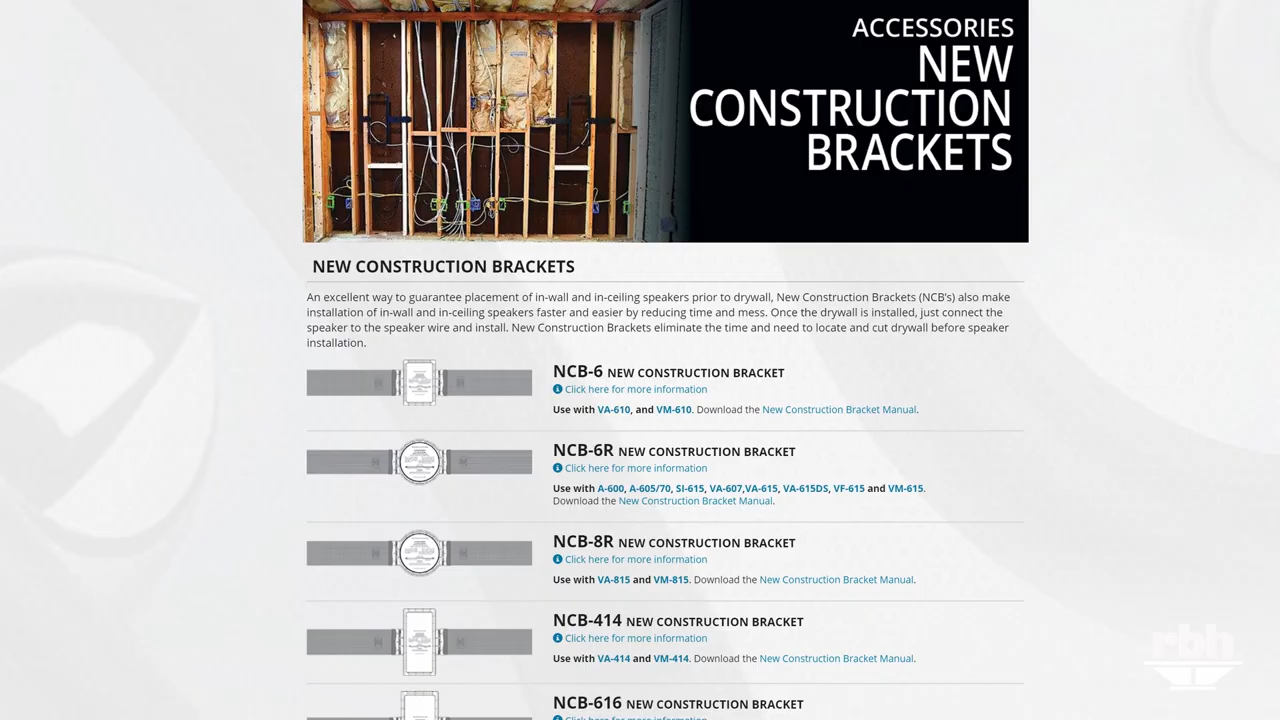 ACCESSORIES
NEW
CONSTRUCTION
BRACKETS
NEW CONSTRUCTION BRACKETS
An excellent way to guarantee placement of in-wall and in-ceiling speakers prior to drywall, New Construction Brackets (NCB's) also make
installation of in-wall and in-ceiling speakers faster and easier by reducing time and mess. Once the drywall is installed, just connect the
speaker to the speaker wire and install. New Construction Brackets eliminate the time and need to locate and cut drywall before speaker
installation.
NCB-6 NEW CONSTRUCTION BRACKET
Click here for more information
Use with VA-610, and VM-610. Download the New Construction Bracket Manual.
NCB-6R NEW CONSTRUCTION BRACKET
Click here for more information
Use with A-600, A-605/70, SI-615, VA-607,VA-615, VA-615DS, VF-615 and VM-615.
Download the New Construction Bracket Manual.
NCB-8R NEW CONSTRUCTION BRACKET
Click here for more information
Use with VA-815 and VM-815. Download the New Construction Bracket Manual.
NCB-414 NEW CONSTRUCTION BRACKET
Click here for more information
Use with VA-414 and VM-414. Download the New Construction Bracket Manual.
NCB-616 NEW CONSTRUCTION BRACKET
Click here for more information
rbh